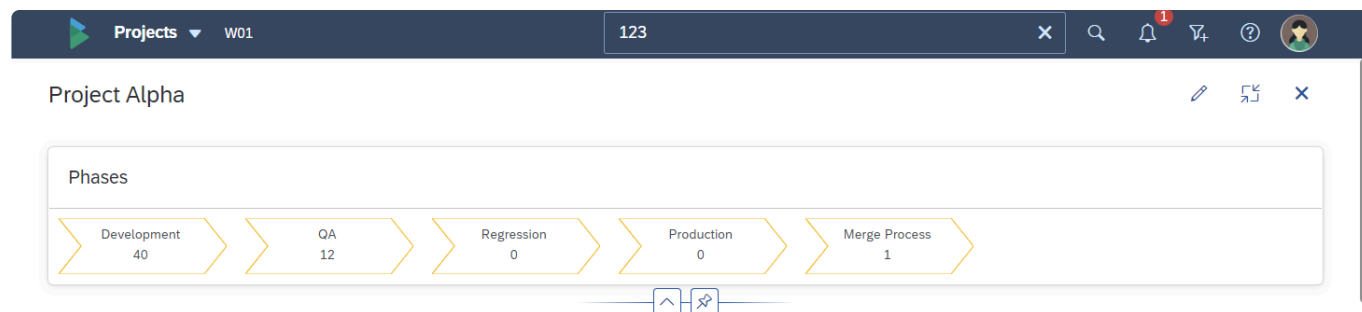 Projects W01 123 1
Project Alpha
Phases
Development QA Regression Production Merge Process
40 12 0 0 1